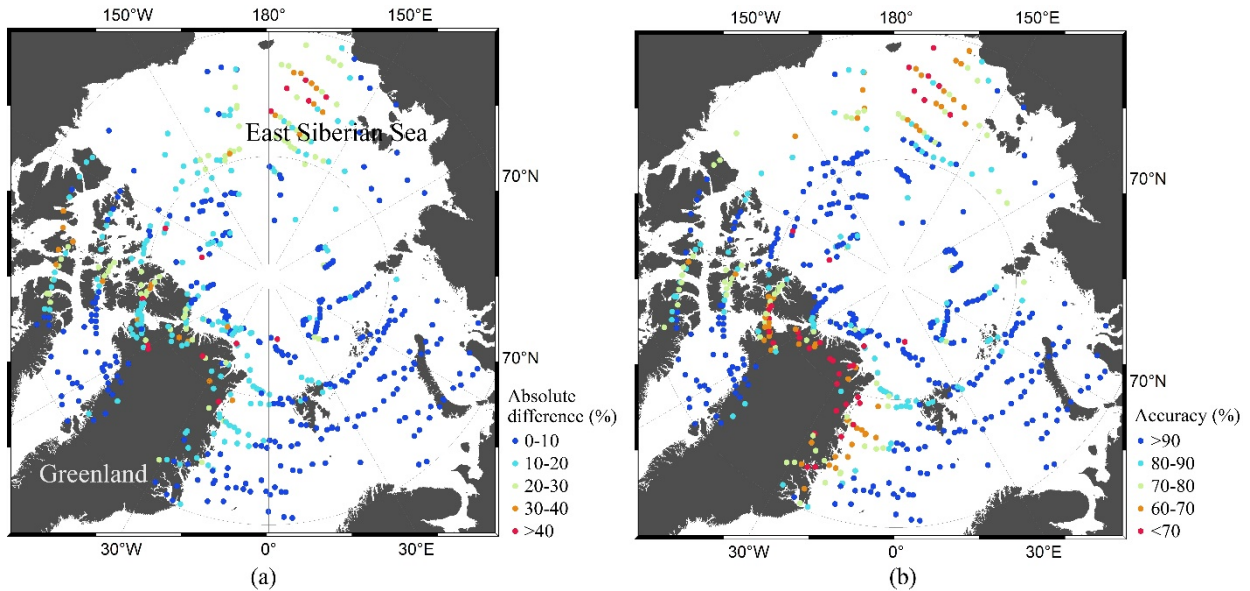 150°W 180° 150°E
East Siberian Sea
70°N
70°N
Greenland
Absolute
difference (%)
0-10
10-20
20-30
30-40
>40
30°W 0° 30°E
(a)
150°W 180° 150°E
70°N
70°N
Accuracy (%)
>90
80-90
70-80
60-70
<70
30°W 0° 30°E
(b)